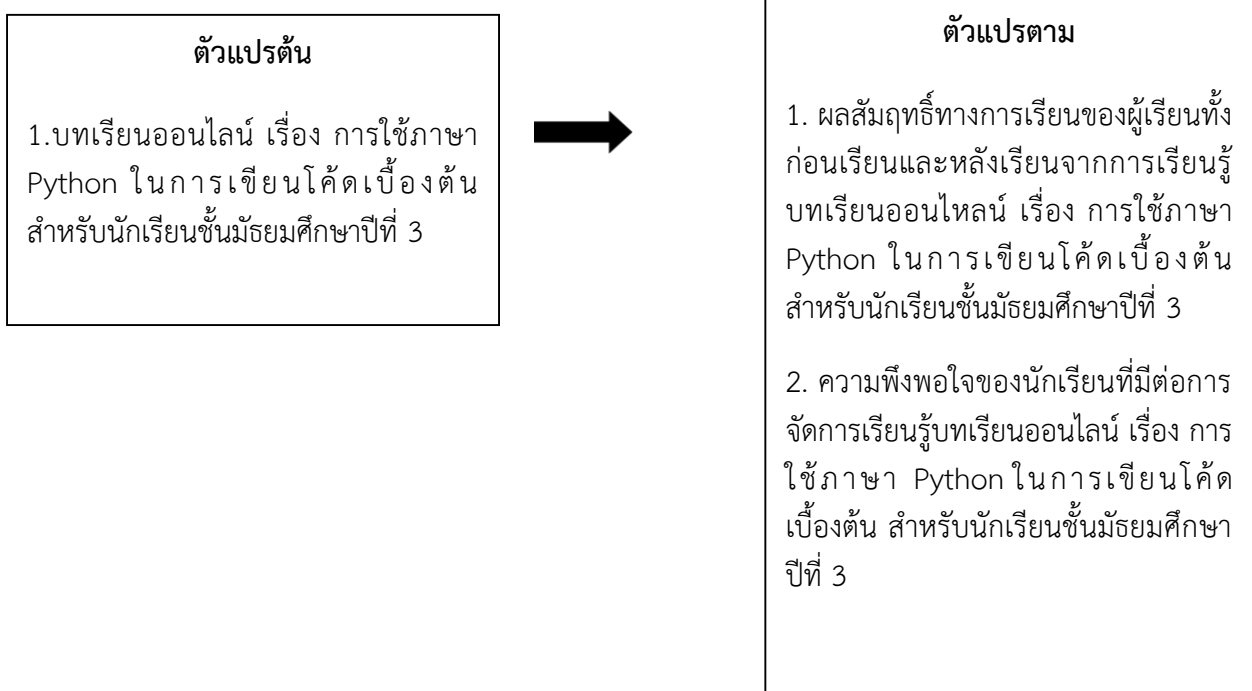 ตัวแปรต้น
1.บทเรียนออนไลน์ เรื่อง การใช้ภาษา
Python ในการเขียนโค้ดเบื้องต้น
สำหรับนักเรียนชั้นมัธยมศึกษาปีที่ 3
ตัวแปรตาม
1. ผลสัมฤทธิ์ทางการเรียนของผู้เรียนทั้ง
ก่อนเรียนและหลังเรียนจากการเรียนรู้
บทเรียนออนไหลน์ เรื่อง การใช้ภาษา
Python ในการเขียนโค้ดเบื้องต้น
สำหรับนักเรียนชั้นมัธยมศึกษาปีที่ 3
2. ความพึงพอใจของนักเรียนที่มีต่อการ
จัดการเรียนรู้บทเรียนออนไลน์ เรื่อง การ
ใช้ภาษา Python ในการเขียนโค้ด
เบื้องต้น สำหรับนักเรียนชั้นมัธยมศึกษา
ปีที่ 3